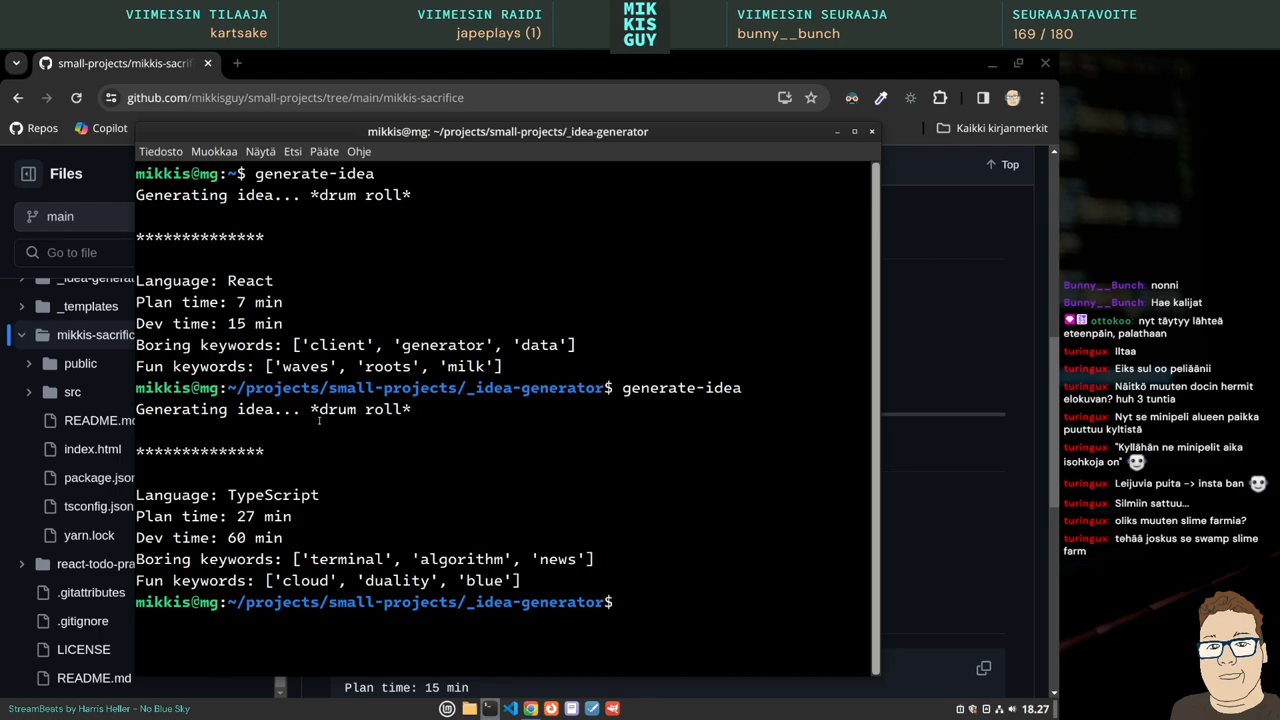 VIIMEISIN TILAAJA
kartsake
VIIMEISIN RAIDI
japeplays (1)
MIK
KIS
GUY
VIIMEISIN SEURAAJA
bunny__bunch
SEURAAJATAVOITE
169 / 180
small-projects/mikkis-sacrif
github.com/mikkisguy/small-projects/tree/main/mikkis-sacrifice
Repos
Copilot
Kaikki kirjanmerkit
mikkis@mg: ~/projects/small-projects/_idea-generator
Tiedosto Muokkaa Näytä Etsi Pääte Ohje
Files
main
Go to file
_idea-genera
_templates
mikkis-sacrific
public
src
README.md
index.html
package.json
tsconfig.json
yarn.lock
react-todo-pra
.gitattributes
.gitignore
LICENSE
README.md
Top
mikkis@mg:~$ generate-idea
Generating idea... *drum roll*
**************
Language: React
Plan time: 7 min
Dev time: 15 min
Boring keywords: ['client', 'generator', 'data']
Fun keywords: ['waves', 'roots', 'milk']
mikkis@mg:~/projects/small-projects/_idea-generator$ generate-idea
Generating idea... *drum roll*
**************
Language: TypeScript
Plan time: 27 min
Dev time: 60 min
Boring keywords: ['terminal', 'algorithm', 'news']
Fun keywords: ['cloud', 'duality', 'blue']
mikkis@mg:~/projects/small-projects/_idea-generator$
Plan time: 15 min
Bunny__Bunch: nonni
Bunny__Bunch: Hae kalijat
ottokoo: nyt täytyy lähteä
eteenpäin, palathaan
turingux: Iltaa
turingux: Eiks sul oo peliäänii
turingux: Näitkö muuten docin hermit
elokuvan? huh 3 tuntia
turingux: Nyt se minipeli alueen paikka
puuttuu kyltistä
turingux: "Kyllähän ne minipelit aika
isohkoja on"
turingux: Leijuvia puita -> insta ban
turingux: Silmiin sattuu...
turingux: oliks muuten slime farmia?
turingux: tehää joskus se swamp slime
farm
StreamBeats by Harris Heller - No Blue Sky
18.27